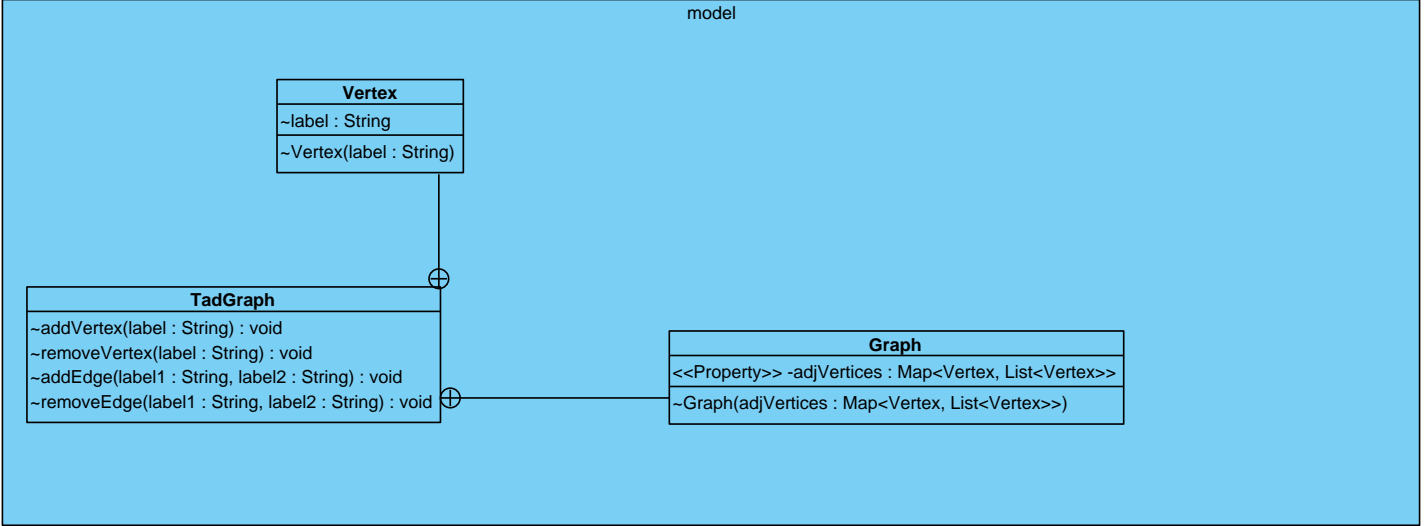 model
Vertex
~label : String
~Vertex(label : String)
TadGraph
~addVertex(label : String) : void
~removeVertex(label : String) : void
~addEdge(label1 : String, label2 : String) : void
~removeEdge(label1 : String, label2 : String) : void
Graph
<<Property>> -adjVertices : Map<Vertex, List<Vertex>>
~Graph(adjVertices : Map<Vertex, List<Vertex>>)